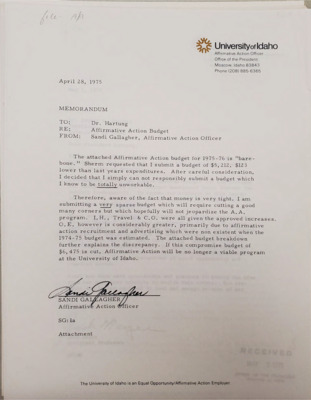 University of Idaho
Affirmative Action Officer
Office of the President
Moscow, Idaho 83843
Phone (208) 885-6365
April 28, 1975
MEMORANDUM
TO: Dr. Hartung
RE: Affirmative Action Budget
FROM: Sandi Gallagher, Affirmative Action Officer
The attached Affirmative Action budget for 1975-76 is "bare-
bone." Sherm requested that I submit a budget of
lower than last years expenditures. After careful consideration,
I decided that I simply can not responsibly submit a budget which
I know to be totally unworkable.
Therefore, aware of the fact that money is very tight, I am
submitting a very sparse budget which will require cutting a good
many corners but which hopefully will not jeopardize the A.A.
program. I.H., Travel & C.O. were all given the approved increases.
O.E. however is considerably greater, primarily due to affirmative
action recruitment and advertising which were non existent when the
1974-75 budget was estimated. The attached budget breakdown
further explains the discrepancy. If this compromise budget of
$6,475 is cut, Affirmative Action will be no longer a viable program
at the University of Idaho.
Sandi Gallagher
SANDI GALLAGHER
Affirmative Action Officer
SG:ls
Attachment
RECEIVED
The University of Idaho is an Equal Opportunity/Affirmative Action Employer